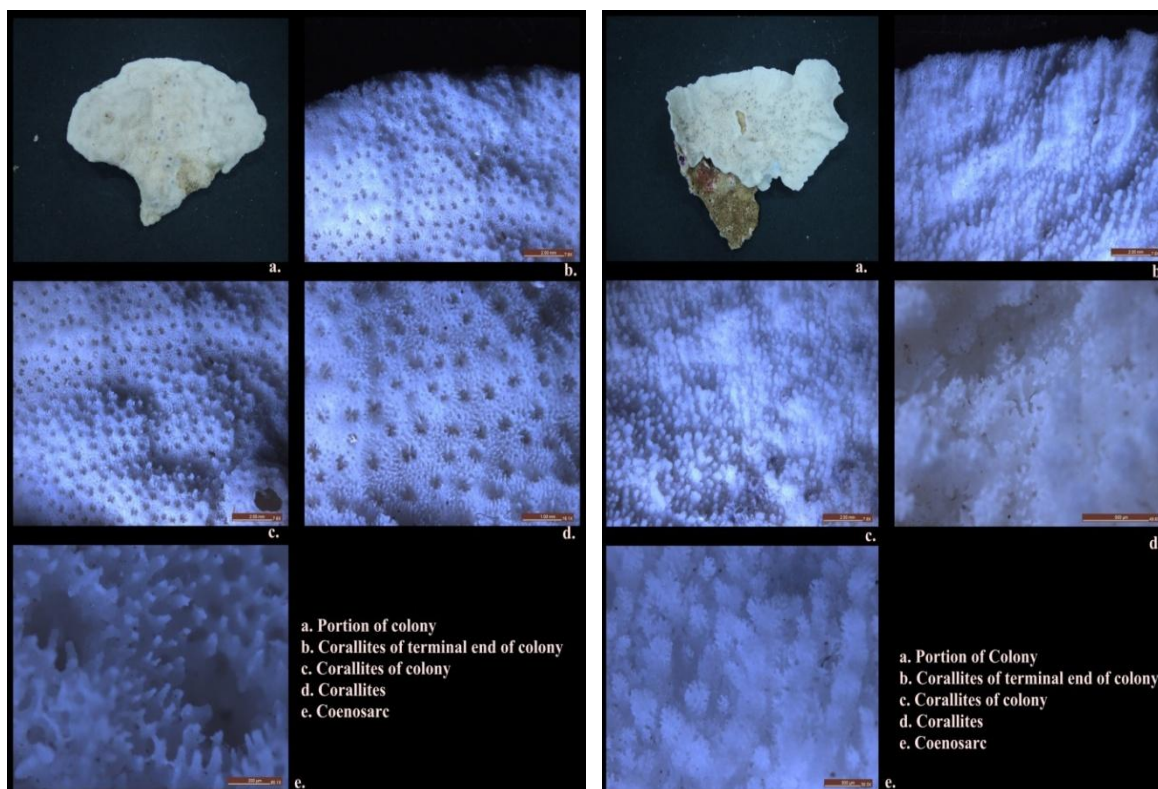 a.
b.
c.
d.
e.
a. Portion of colony
b. Corallites of terminal end of colony
c. Corallites of colony
d. Corallites
e. Coenosarc
a.
b
c.
d
e.
a. Portion of Colony
b. Corallites of terminal end of colony
c. Corallites of colony
d. Corallites
e. Coenosarc